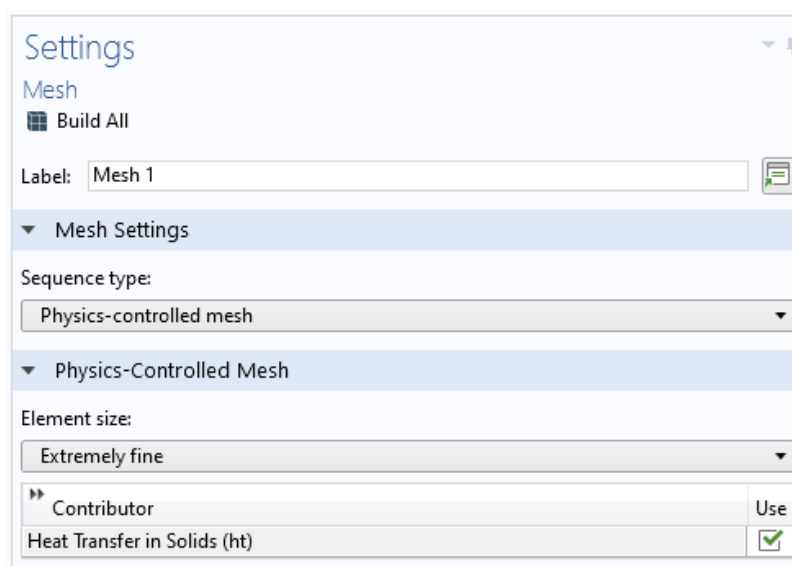 Settings
Mesh
Build All
Label: Mesh 1
Mesh Settings
Sequence type:
Physics-controlled mesh
Physics-Controlled Mesh
Element size:
Extremely fine
Contributor Use
Heat Transfer in Solids (ht)